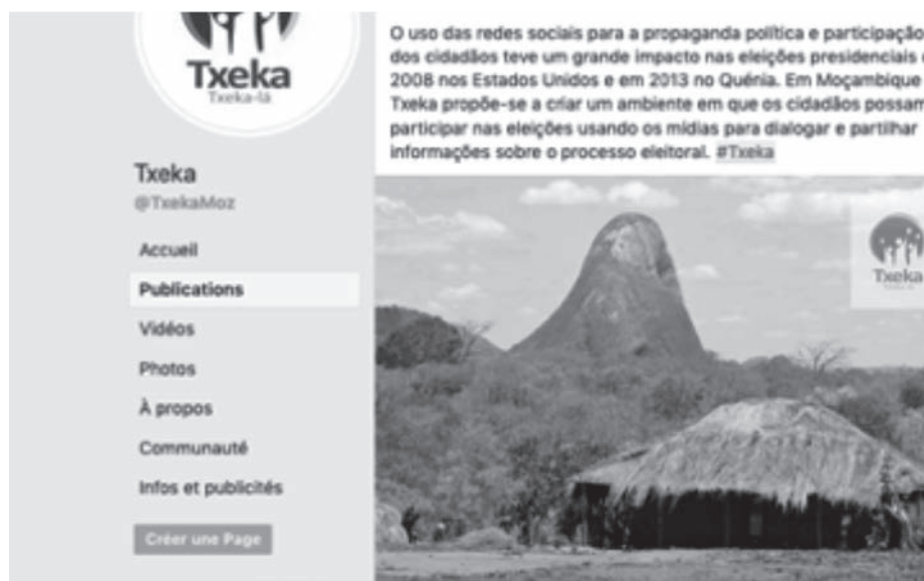 Txeka
Txeka-lá
Txeka
@TxekaMoz
Accueil
Publications
Vidéos
Photos
À propos
Communauté
Infos et publicités
Créer une Page
O uso das redes sociais para a propaganda política e participação
dos cidadãos teve um grande impacto nas eleições presidenciais
2008 nos Estados Unidos e em 2013 no Quénia. Em Moçambique
Txeka propõe-se a criar um ambiente em que os cidadãos possam
participar nas eleições usando os mídias para dialogar e partilhar
informações sobre o processo eleitoral. #Txeka
Txeka